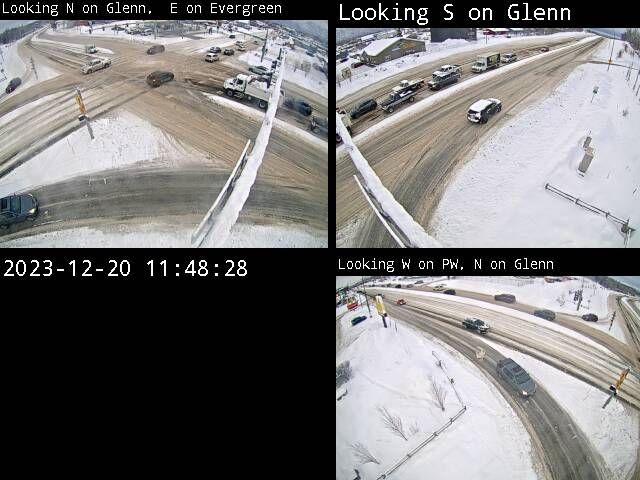 Looking N on Glenn,  E on Evergreen
Looking S on Glenn
2023-12-20 11:48:28
Looking W on PW, N on Glenn